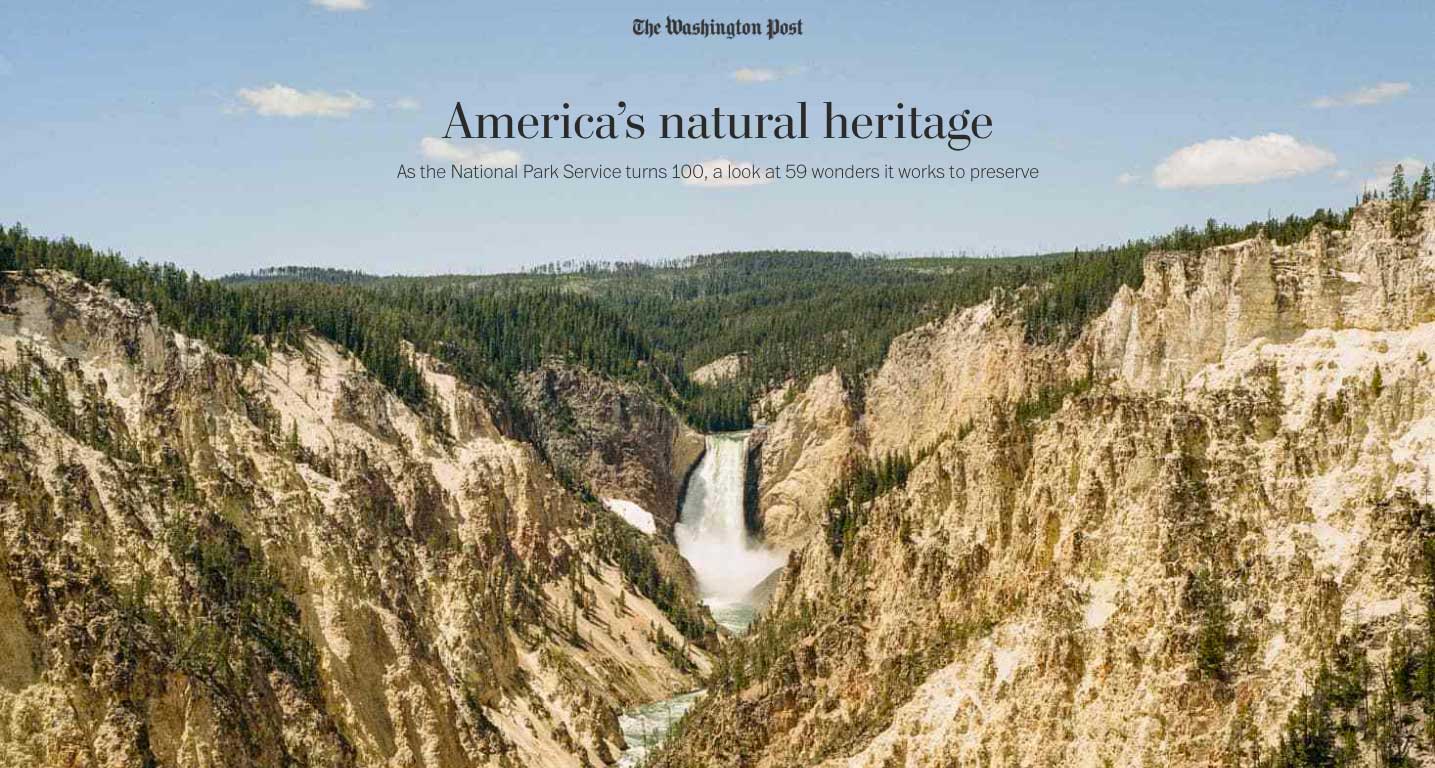 The Washington Post
America’s natural heritage
As the National Park Service turns 100, a look at 59 wonders it works to preserve